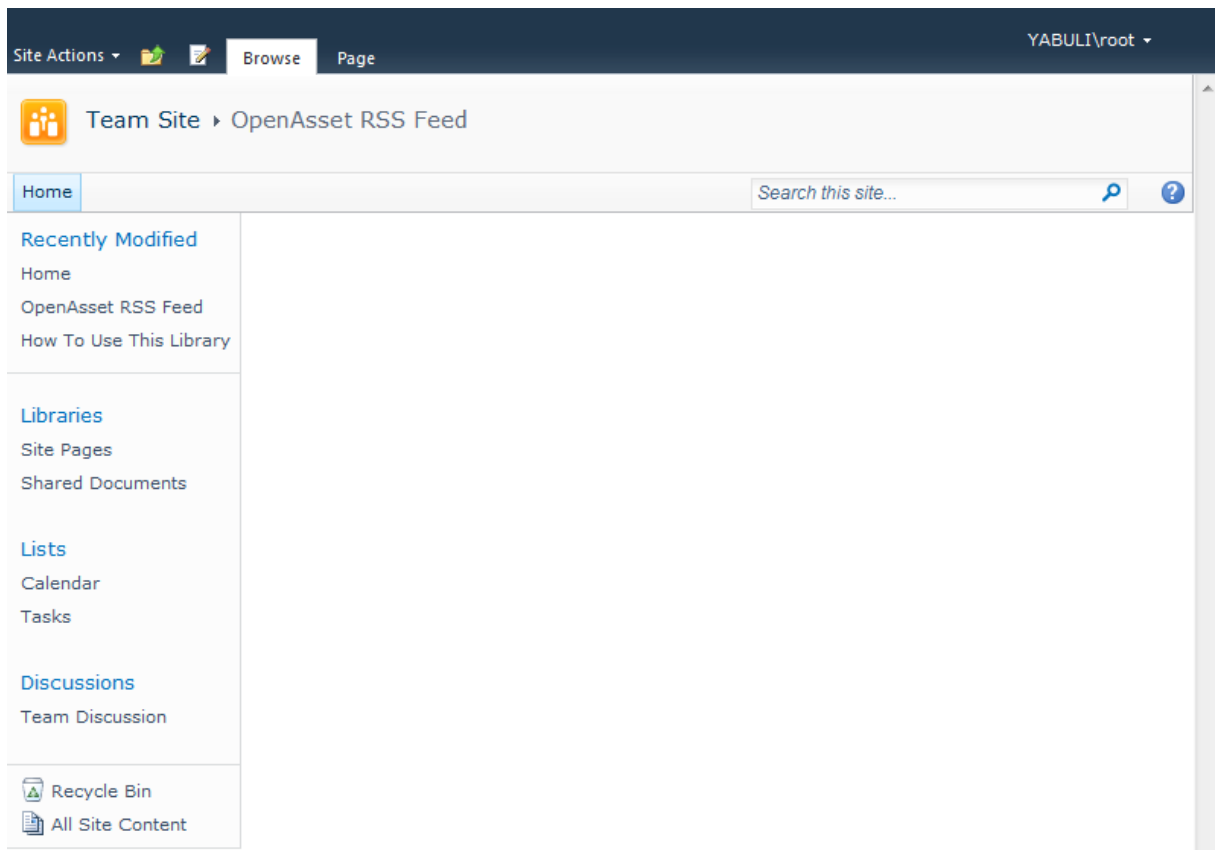 YABULI\root
Site Actions
Browse
Page
Team Site OpenAsset RSS Feed
Home
Search this site...
Recently Modified
Home
OpenAsset RSS Feed
How To Use This Library
Libraries
Site Pages
Shared Documents
Lists
Calendar
Tasks
Discussions
Team Discussion
Recycle Bin
All Site Content